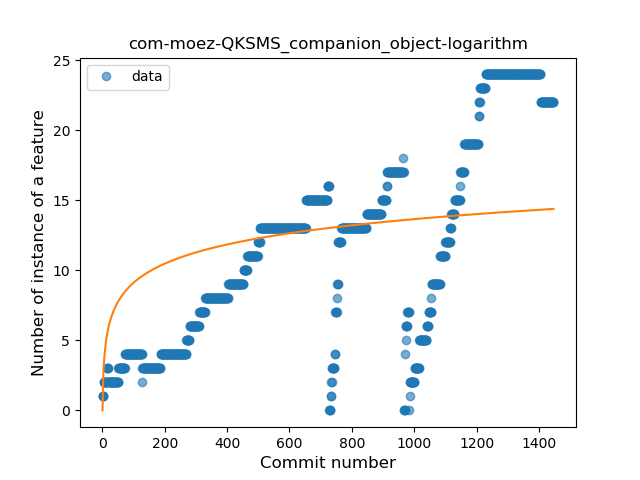 com-moez-QKSMS_companion_object-logarithm
data
Number of instance of a feature
25
20
15
10
5
0
0 200 400 600 800 1000 1200 1400
Commit number